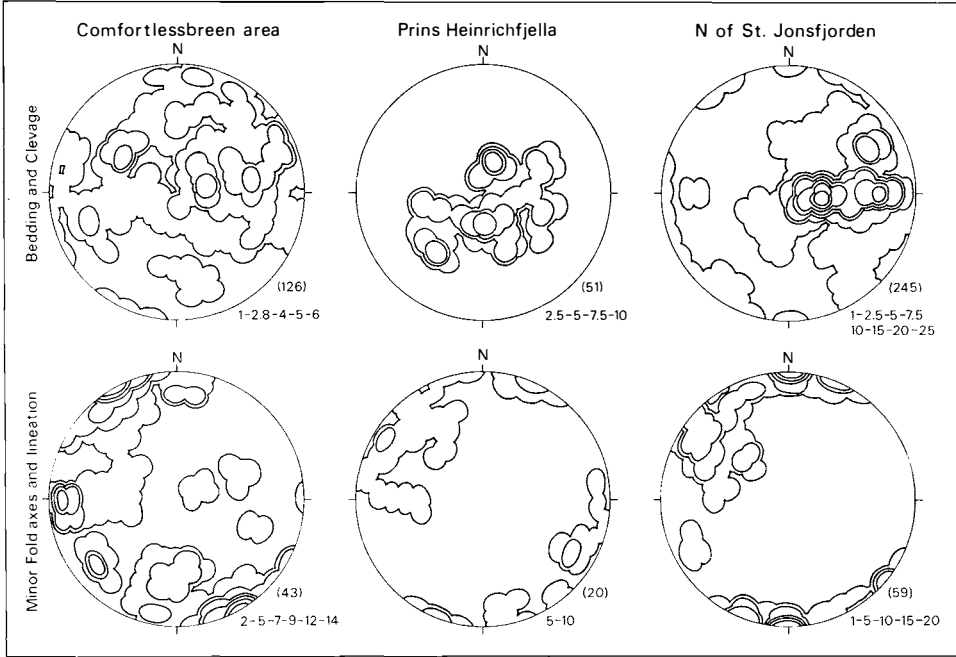 Comfortlessbreen area
Prins Heinrichfjella
N of St. Jonsfjorden
N
N
N
Bedding and Clevage
(126)
(51)
(245)
1-2.8-4-5-6
2.5-5-7.5-10
1-2.5-5-7.5
10-15-20-25
N
N
N
Minor Fold axes and lineation
(43)
(20)
(59)
2-5-7-9-12-14
5-10
1-5-10-15-20